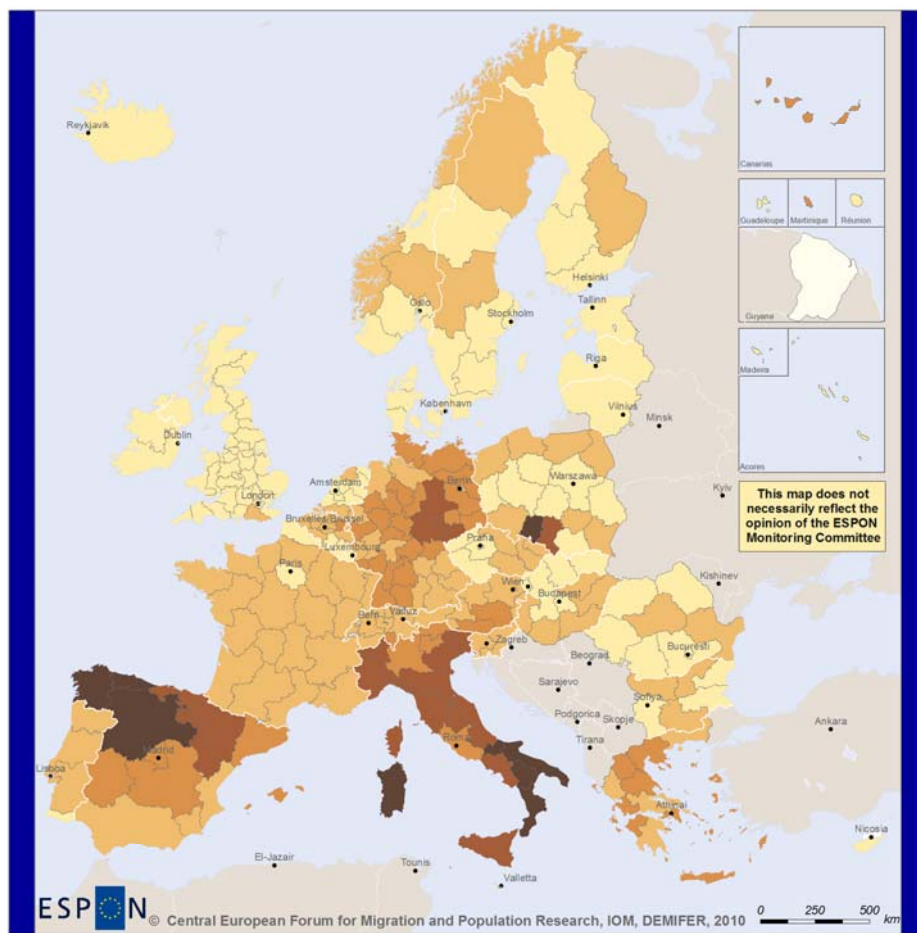 Reykjavik
Canarias
Guadeloupe
Martinique
Réunion
Guyane
Madeira
Acores
This map does not
necessarily reflect the
opinion of the ESPON
Monitoring Committee
Helsinki
Oslo
Tallinn
Stockholm
Riga
København
Vilnius
Minsk
Dublin
London
Amsterdam
Berlin
Warszawa
Kyiv
Bruxelles/Brussel
Luxembourg
Praha
Paris
Wien
Kishinev
Budapest
Bern
Vaduz
Zagreb
Beograd
Bucuresti
Sarajevo
Sofiya
Podgorica
Skopje
Roma
Tirana
Ankara
Madrid
Lisboa
Athinai
El-Jazair
Tounis
Valletta
Nicosia
ESPON
© Central European Forum for Migration and Population Research, IOM, DEMIFER, 2010
0 250 500
km